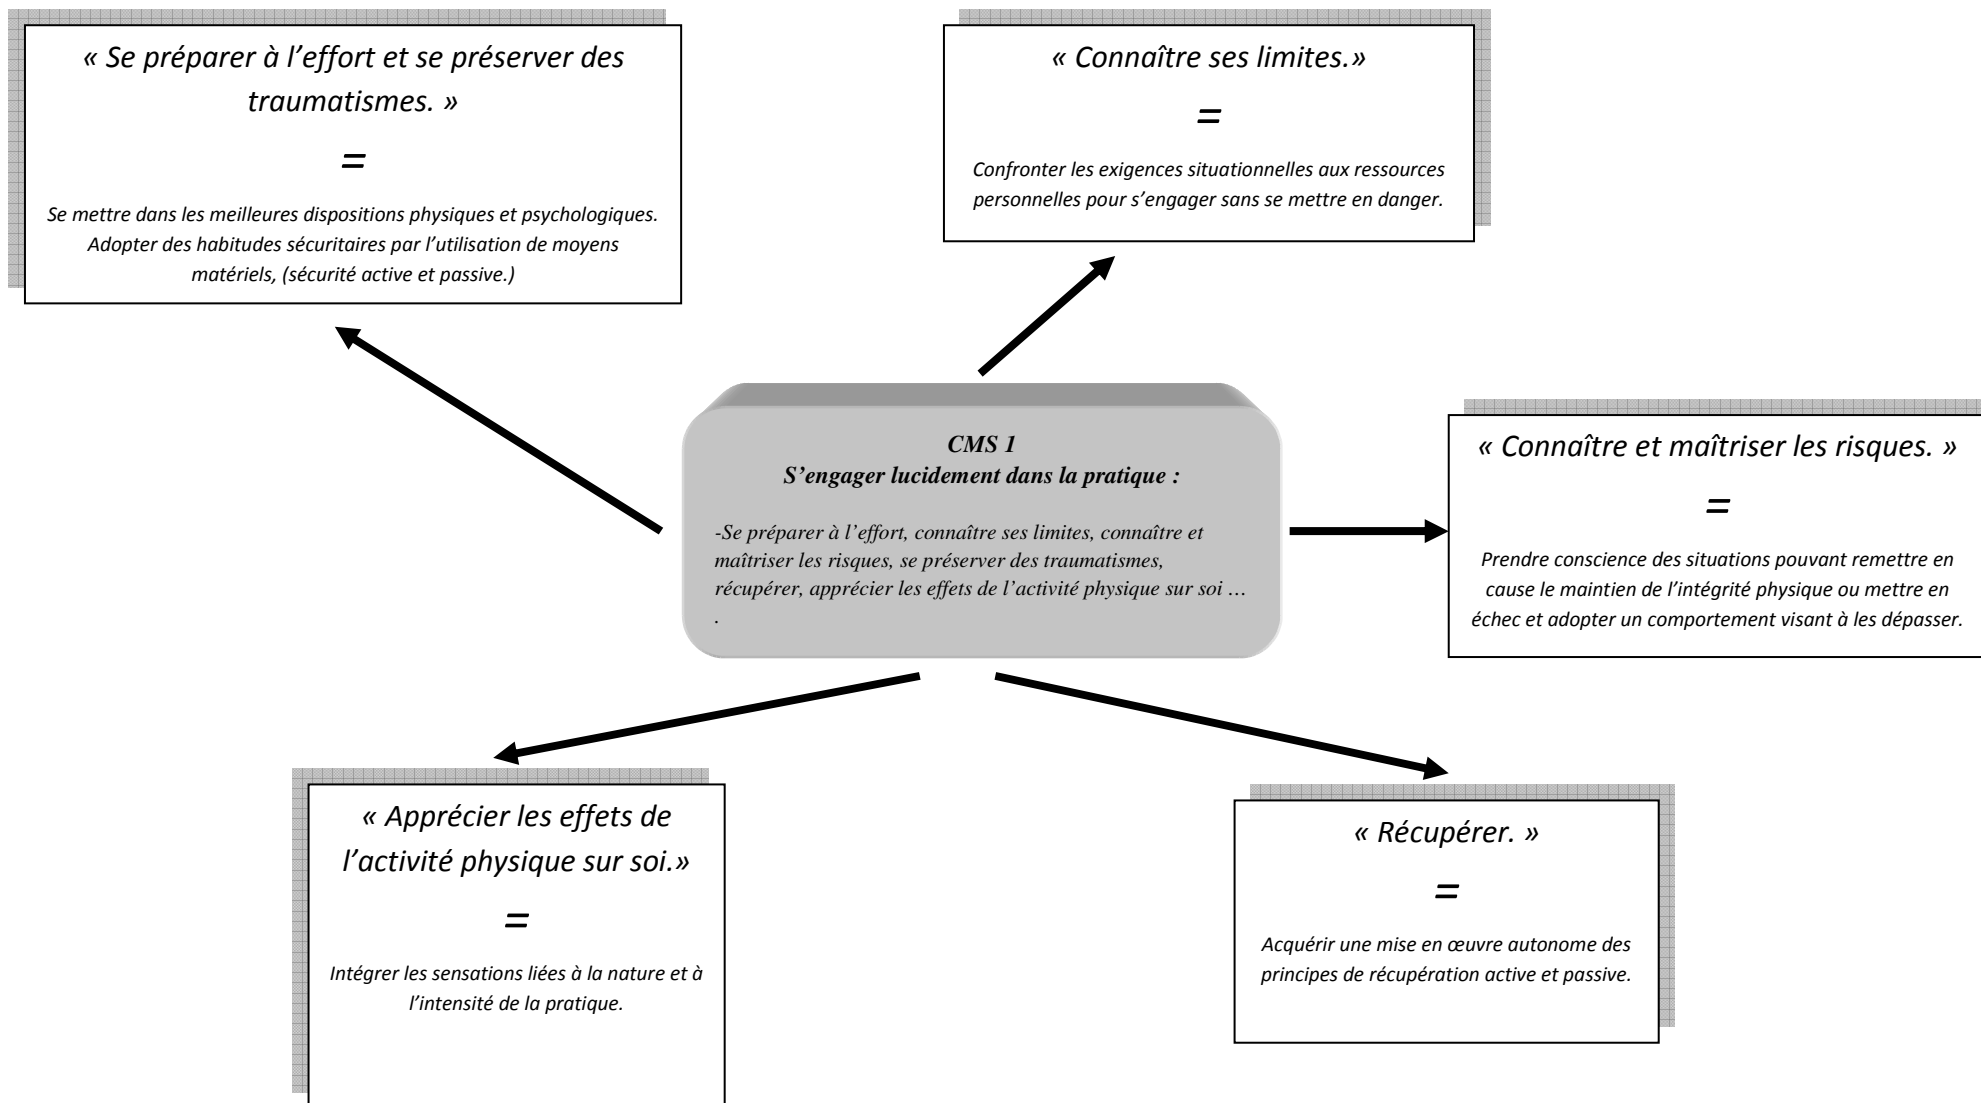 « Se préparer à l’effort et se préserver des
traumatismes. »
=
Se mettre dans les meilleures dispositions physiques et psychologiques.
Adopter des habitudes sécuritaires par l’utilisation de moyens
matériels, (sécurité active et passive.)
« Connaître ses limites.»
=
Confronter les exigences situationnelles aux ressources
personnelles pour s’engager sans se mettre en danger.
CMS 1
S’engager lucidement dans la pratique :
-Se préparer à l’effort, connaître ses limites, connaître et
maîtriser les risques, se préserver des traumatismes,
récupérer, apprécier les effets de l’activité physique sur soi …
.
« Connaître et maîtriser les risques. »
=
Prendre conscience des situations pouvant remettre en
cause le maintien de l’intégrité physique ou mettre en
échec et adopter un comportement visant à les dépasser.
« Apprécier les effets de
l’activité physique sur soi.»
=
Intégrer les sensations liées à la nature et à
l’intensité de la pratique.
« Récupérer. »
=
Acquérir une mise en œuvre autonome des
principes de récupération active et passive.